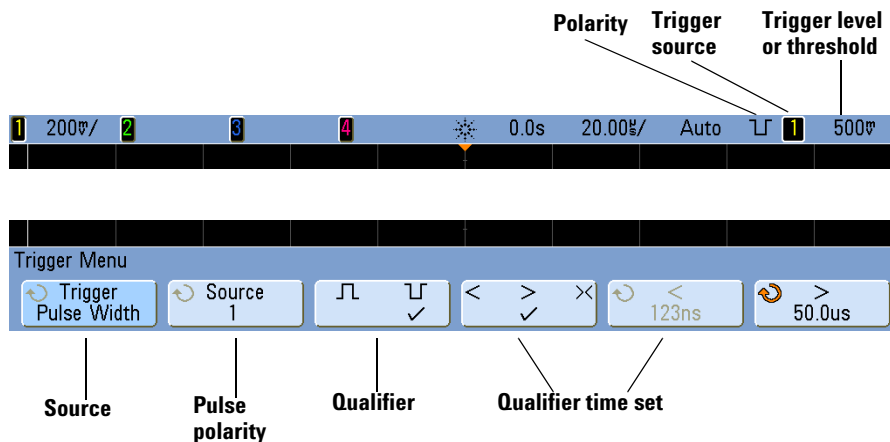 Polarity
Trigger source
Trigger level or threshold
1 200mV/ 2 3 4 0.0s 20.00us/ Auto 1 500mV
Trigger Menu
Trigger
Pulse Width
Source
1
✓
< > ><
✓
<
123ns
>
50.0us
Source
Pulse polarity
Qualifier
Qualifier time set